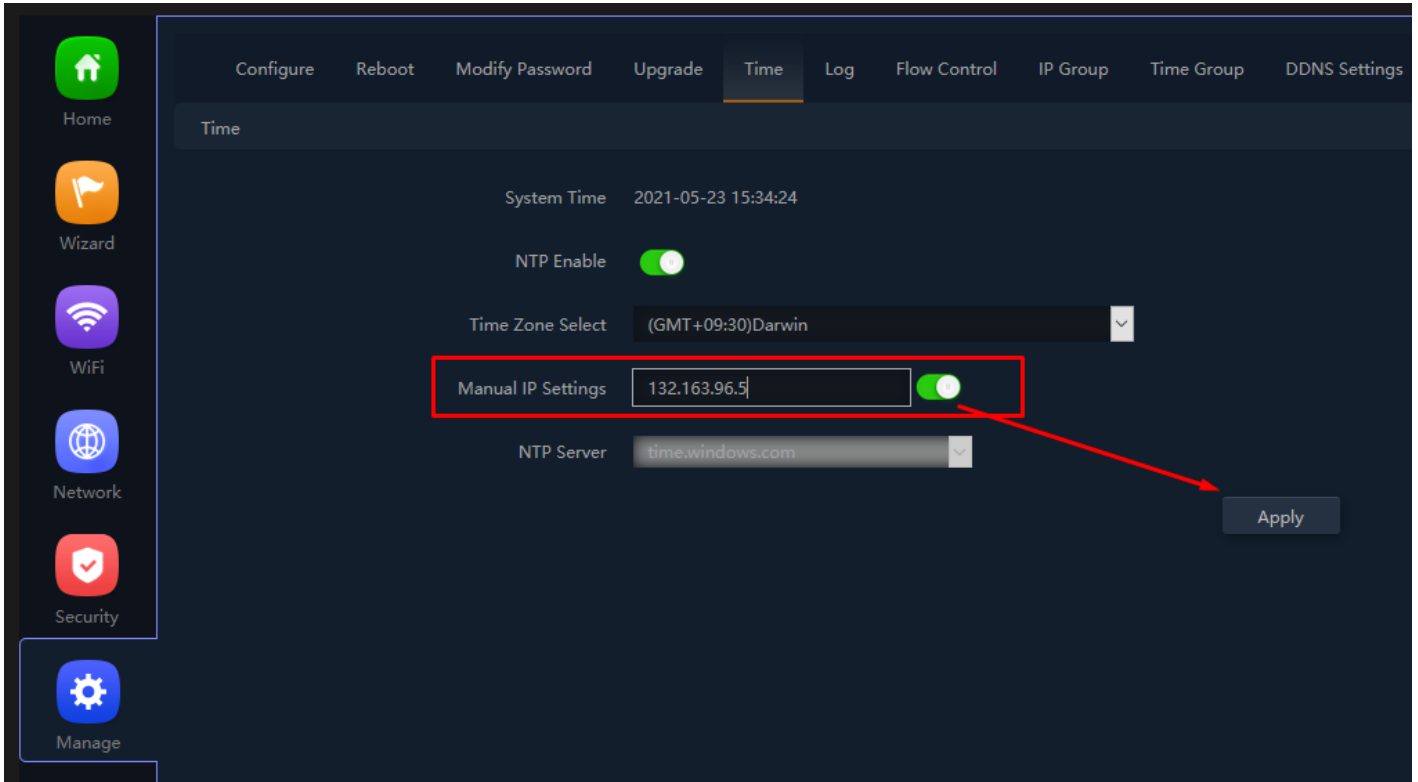 Home
Wizard
WiFi
Network
Security
Manage
Configure Reboot Modify Password Upgrade Time Log Flow Control IP Group Time Group DDNS Settings
Time
System Time 2021-05-23 15:34:24
NTP Enable
Time Zone Select (GMT+09:30)Darwin
Manual IP Settings 132.163.96.5
NTP Server time.windows.com
Apply